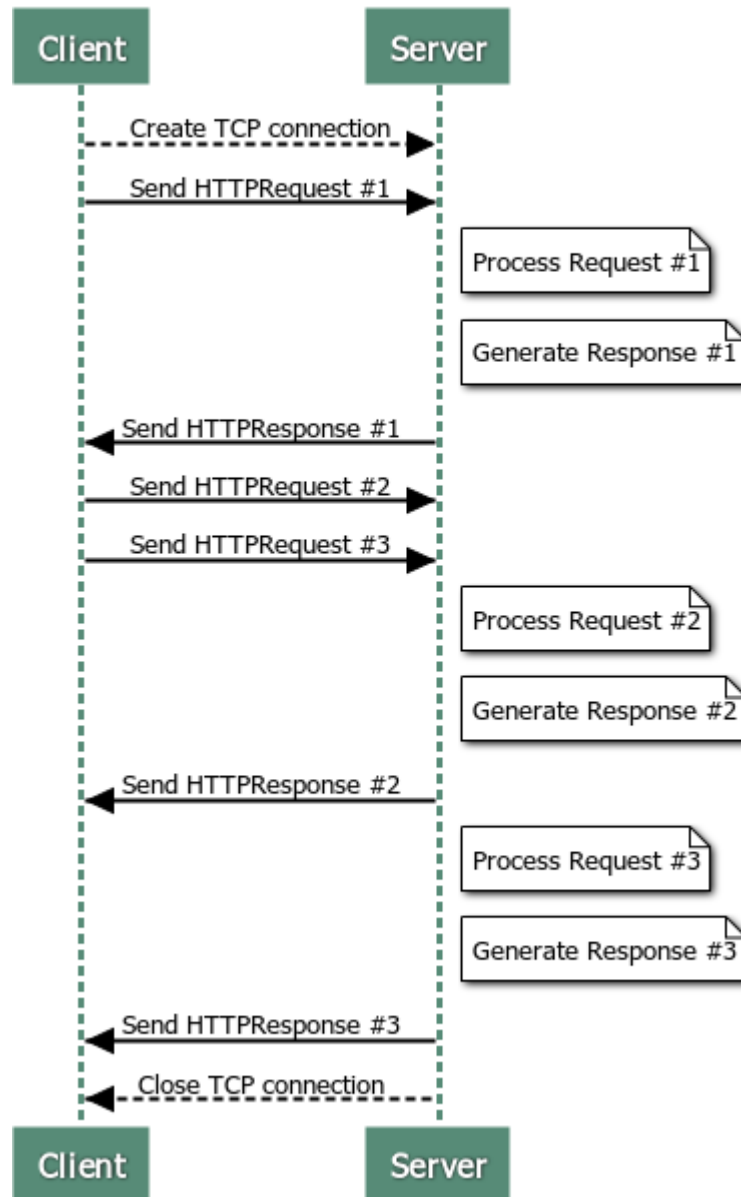 Client
Server
Create TCP connection
Send HTTPRequest #1
Process Request #1
Generate Response #1
Send HTTPResponse #1
Send HTTPRequest #2
Send HTTPRequest #3
Process Request #2
Generate Response #2
Send HTTPResponse #2
Process Request #3
Generate Response #3
Send HTTPResponse #3
Close TCP connection
Client
Server